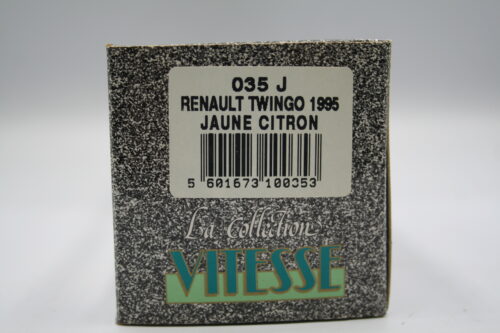 035 J
RENAULT TWINGO 1995
JAUNE CITRON
5 601673 100353
La Collection
VITESSE